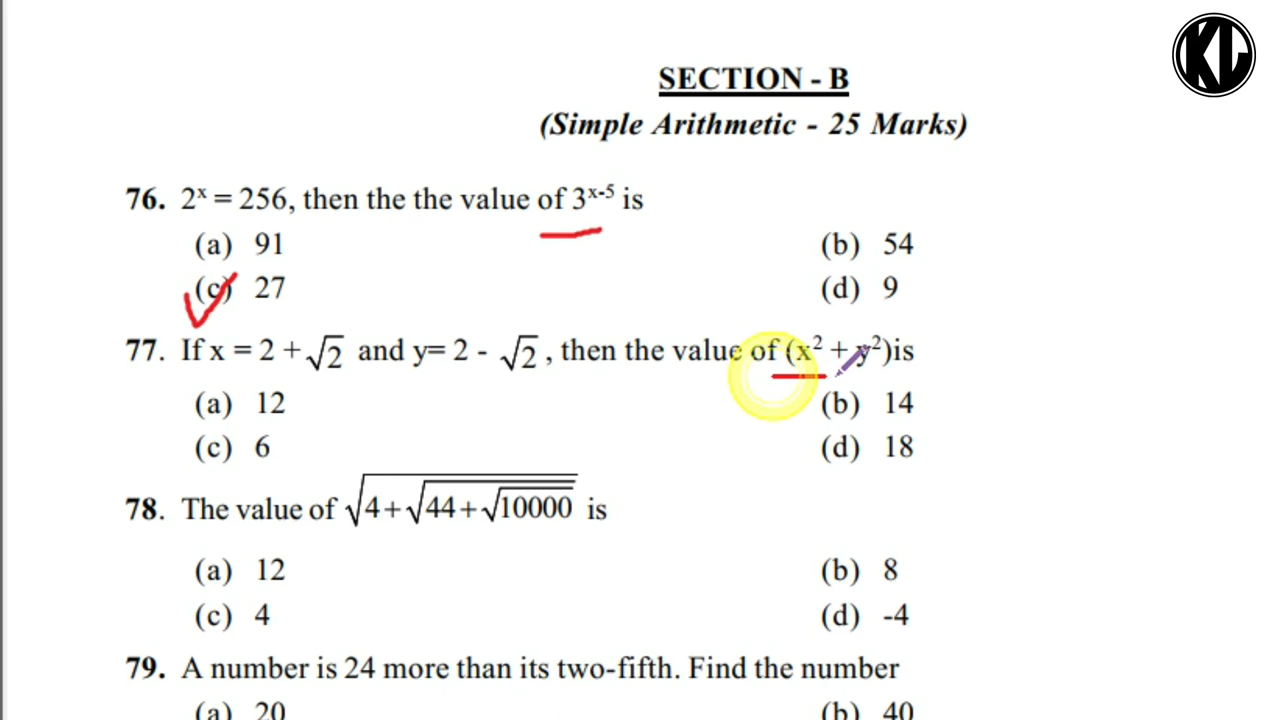 KL
SECTION - B
(Simple Arithmetic - 25 Marks)
76. 2ˣ = 256, then the the value of 3ˣ⁻⁵ is
(a) 91 (b) 54
(c) 27 (d) 9
77. If x = 2 + √2 and y= 2 - √2 , then the value of (x² + y²)is
(a) 12 (b) 14
(c) 6 (d) 18
78. The value of √(4+√(44+√10000)) is
(a) 12 (b) 8
(c) 4 (d) -4
79. A number is 24 more than its two-fifth. Find the number
(a) 20 (b) 40